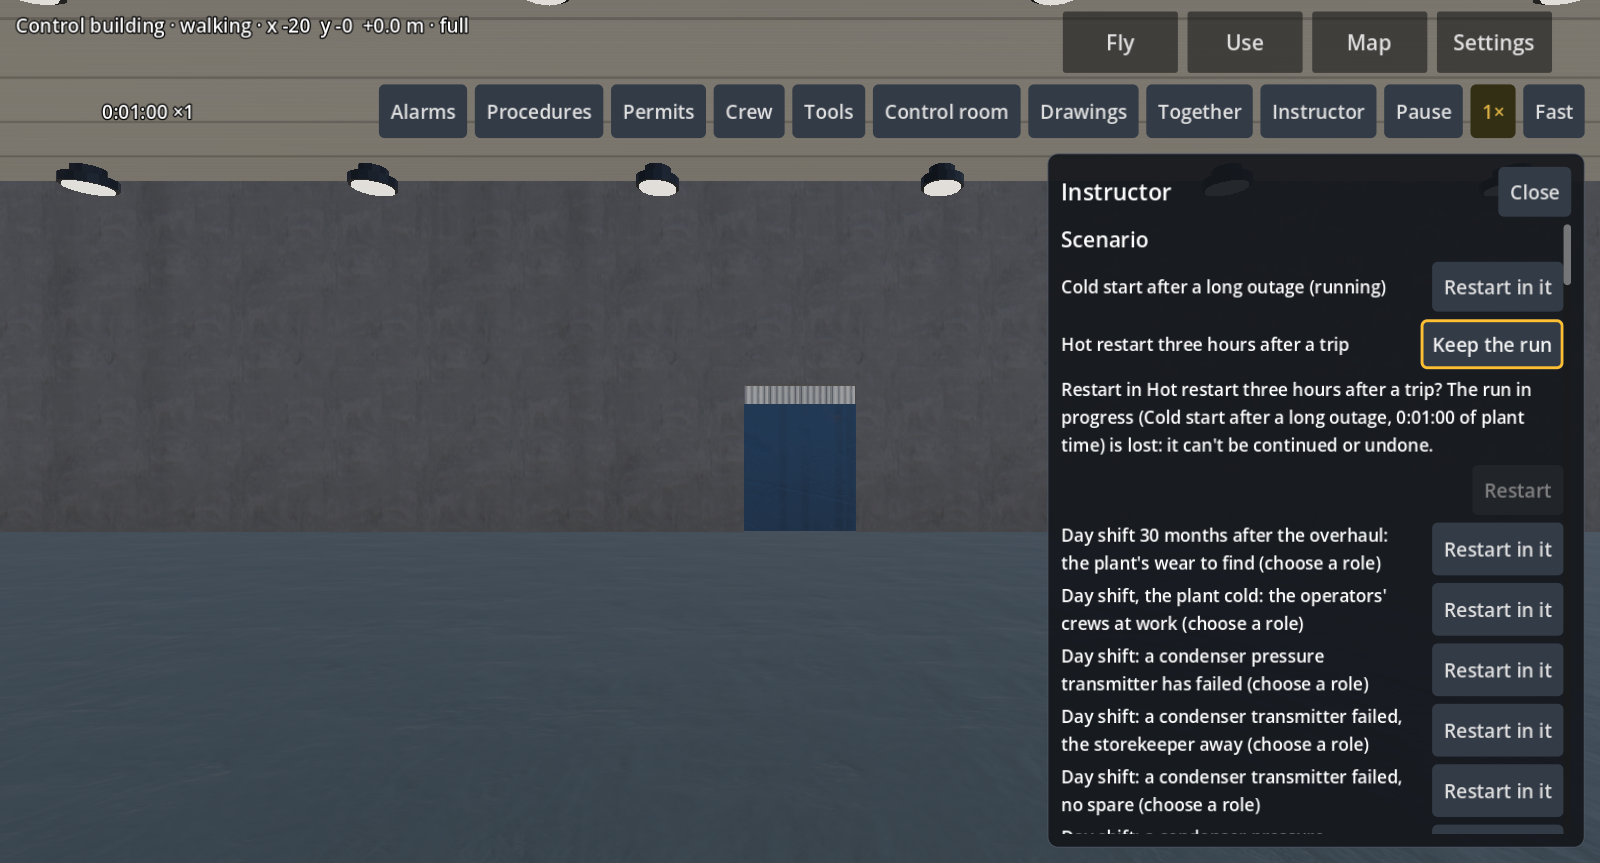 Control building · walking · x -20 y -0 +0.0 m · full
Fly
Use
Map
Settings
0:01:00 ×1
Alarms
Procedures
Permits
Crew
Tools
Control room
Drawings
Together
Instructor
Pause
1×
Fast
Instructor
Close
Scenario
Cold start after a long outage (running)
Restart in it
Hot restart three hours after a trip
Keep the run
Restart in Hot restart three hours after a trip? The run in
progress (Cold start after a long outage, 0:01:00 of plant
time) is lost: it can't be continued or undone.
Restart
Day shift 30 months after the overhaul:
the plant's wear to find (choose a role)
Restart in it
Day shift, the plant cold: the operators'
crews at work (choose a role)
Restart in it
Day shift: a condenser pressure
transmitter has failed (choose a role)
Restart in it
Day shift: a condenser transmitter failed,
the storekeeper away (choose a role)
Restart in it
Day shift: a condenser transmitter failed,
no spare (choose a role)
Restart in it
Day shift: a condenser pressure